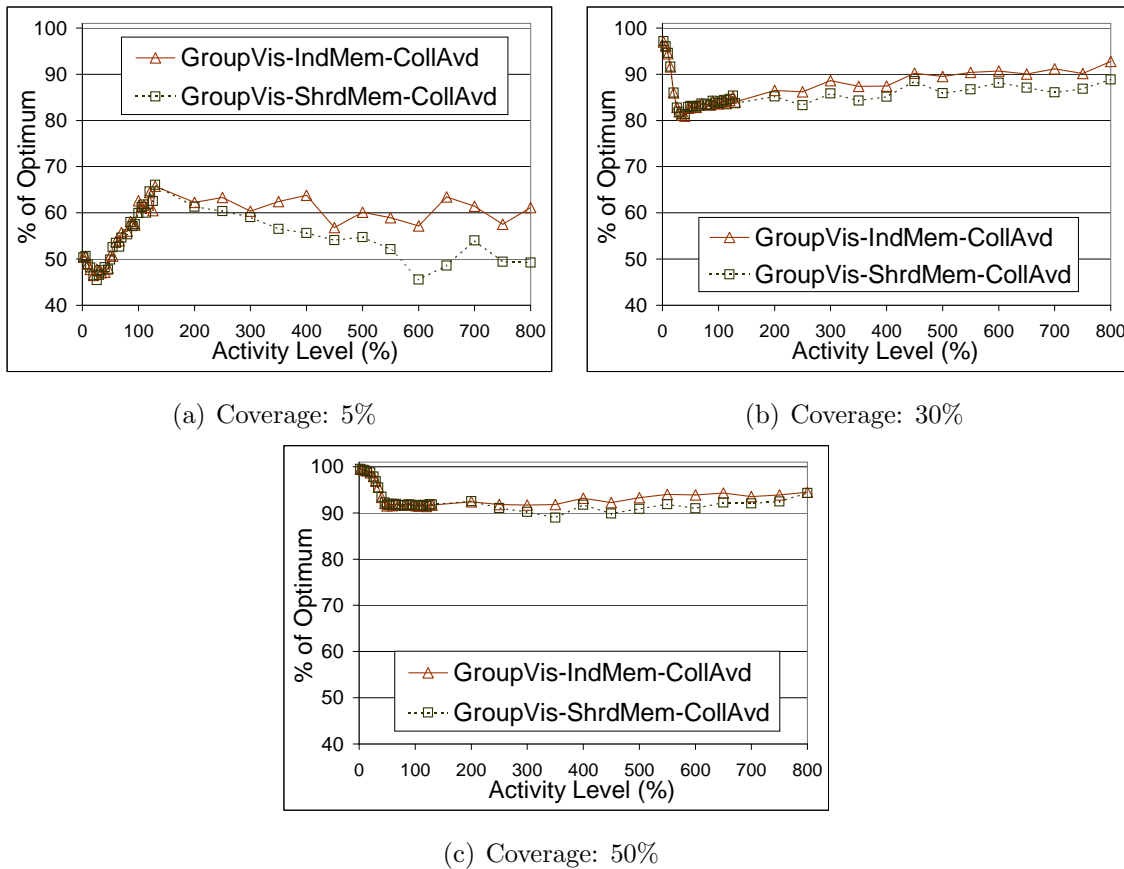 100
90
80
70
60
50
40
% of Optimum
GroupVis-IndMem-CollAvd
GroupVis-ShrdMem-CollAvd
0 100 200 300 400 500 600 700 800
Activity Level (%)
(a) Coverage: 5%
100
90
80
70
60
50
40
% of Optimum
GroupVis-IndMem-CollAvd
GroupVis-ShrdMem-CollAvd
0 100 200 300 400 500 600 700 800
Activity Level (%)
(b) Coverage: 30%
100
90
80
70
60
50
40
% of Optimum
GroupVis-IndMem-CollAvd
GroupVis-ShrdMem-CollAvd
0 100 200 300 400 500 600 700 800
Activity Level (%)
(c) Coverage: 50%